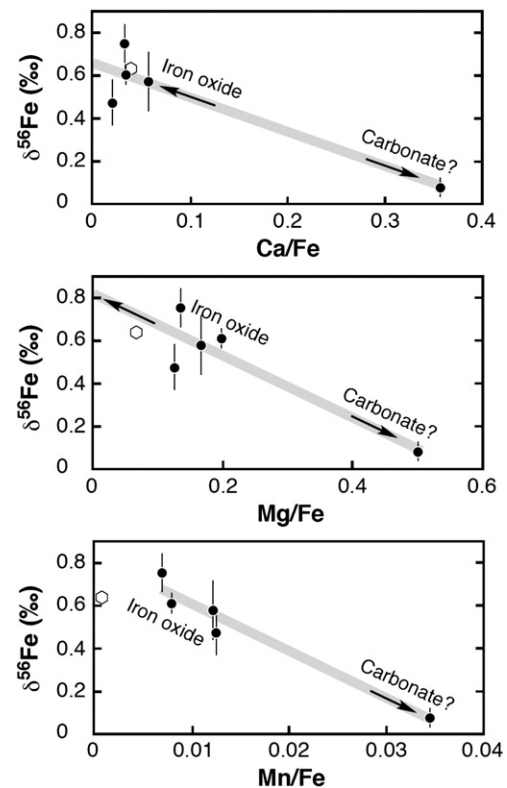 0.8
0.6
0.4
0.2
0
δ56Fe (‰)
Iron oxide
Carbonate?
0 0.1 0.2 0.3 0.4
Ca/Fe
0.8
0.6
0.4
0.2
0
δ56Fe (‰)
Iron oxide
Carbonate?
0 0.2 0.4 0.6
Mg/Fe
0.8
0.6
0.4
0.2
0
δ56Fe (‰)
Iron oxide
Carbonate?
0 0.01 0.02 0.03 0.04
Mn/Fe